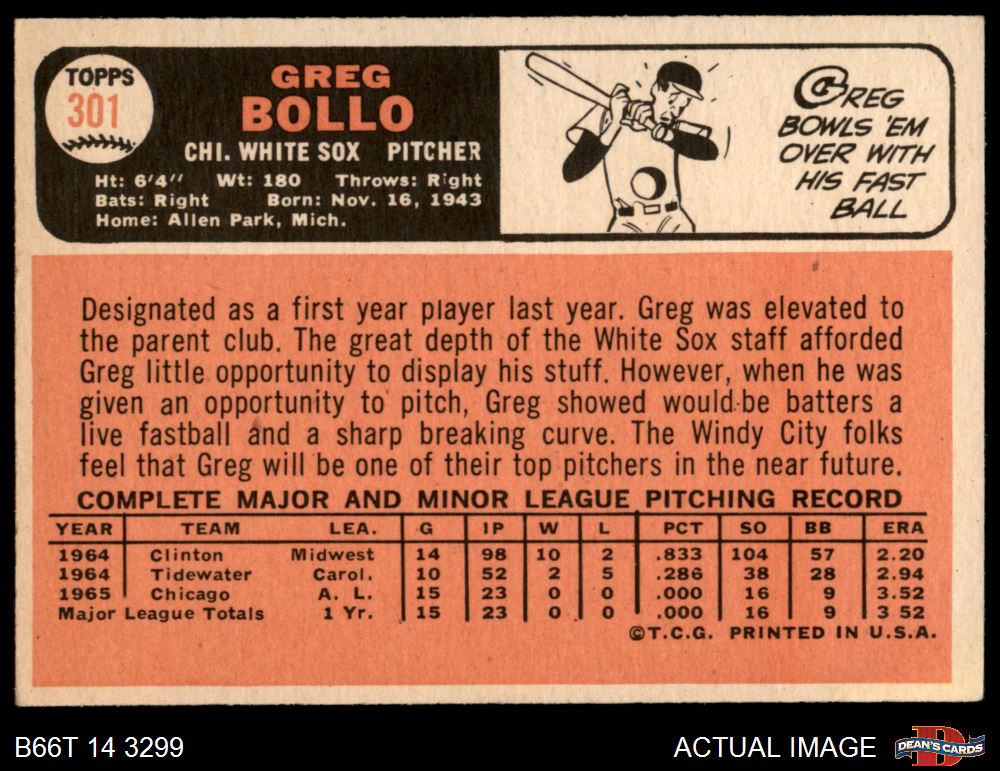 TOPPS
301
GREG
BOLLO
CHI. WHITE SOX PITCHER
Ht: 6'4" Wt: 180 Throws: Right
Bats: Right Born: Nov. 16, 1943
Home: Allen Park, Mich.
GREG
BOWLS 'EM
OVER WITH
HIS FAST
BALL
Designated as a first year player last year. Greg was elevated to
the parent club. The great depth of the White Sox staff afforded
Greg little opportunity to display his stuff. However, when he was
given an opportunity to pitch, Greg showed would-be batters a
live fastball and a sharp breaking curve. The Windy City folks
feel that Greg will be one of their top pitchers in the near future.
COMPLETE MAJOR AND MINOR LEAGUE PITCHING RECORD
YEAR TEAM LEA. G IP W L PCT SO BB ERA
1964 Clinton Midwest 14 98 10 2 .833 104 57 2.20
1964 Tidewater Carol. 10 52 2 5 .286 38 28 2.94
1965 Chicago A. L. 15 23 0 0 .000 16 9 3.52
Major League Totals 1 Yr. 15 23 0 0 .000 16 9 3 52
©T.C.G. PRINTED IN U.S.A.
B66T 14 3299
ACTUAL IMAGE
D
DEAN'S CARDS